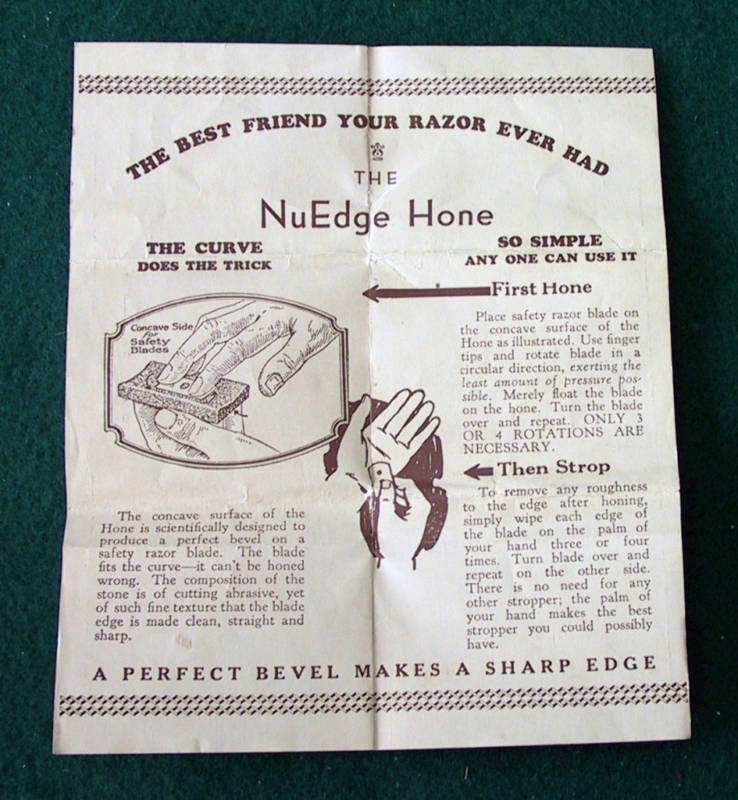 THE BEST FRIEND YOUR RAZOR EVER HAD
THE
NuEdge Hone
THE CURVE
DOES THE TRICK
Concave Side
for
Safety
Blades
The concave surface of the
Hone is scientifically designed to
produce a perfect bevel on a
safety razor blade. The blade
fits the curve—it can't be honed
wrong. The composition of the
stone is of cutting abrasive, yet
of such fine texture that the blade
edge is made clean, straight and
sharp.
SO SIMPLE
ANY ONE CAN USE IT
First Hone
Place safety razor blade on
the concave surface of the
Hone as illustrated. Use finger
tips and rotate blade in a
circular direction, exerting the
least amount of pressure pos-
sible. Merely float the blade
on the hone. Turn the blade
over and repeat. ONLY 3
OR 4 ROTATIONS ARE
NECESSARY.
Then Strop
To remove any roughness
to the edge after honing,
simply wipe each edge of
the blade on the palm of
your hand three or four
times. Turn blade over and
repeat on the other side.
There is no need for any
other stropper; the palm of
your hand makes the best
stropper you could possibly
have.
A PERFECT BEVEL MAKES A SHARP EDGE